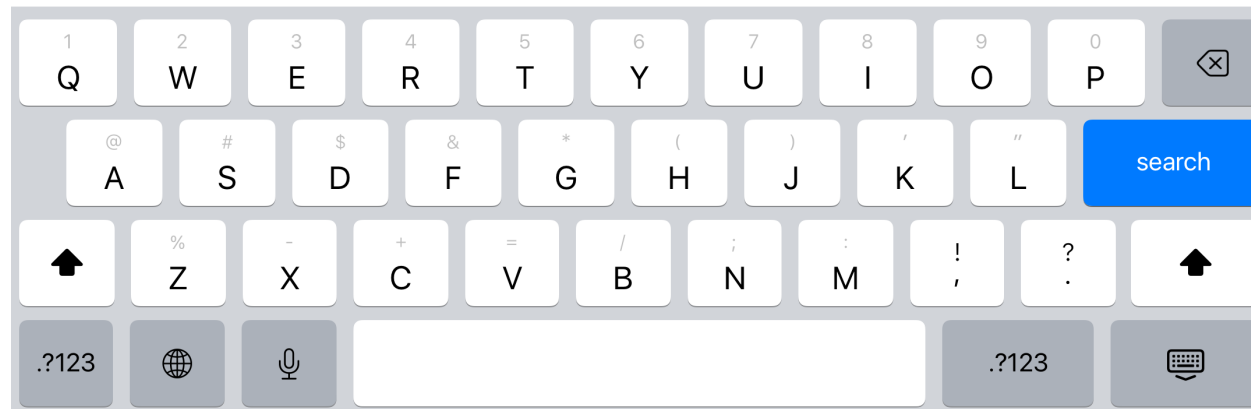 1 2 3 4 5 6 7 8 9 0
Q W E R T Y U I O P
@ # $ & * ( ) ' "
A S D F G H J K L search
% - + = / ; : ! ?
Z X C V B N M , .
.?123 .?123